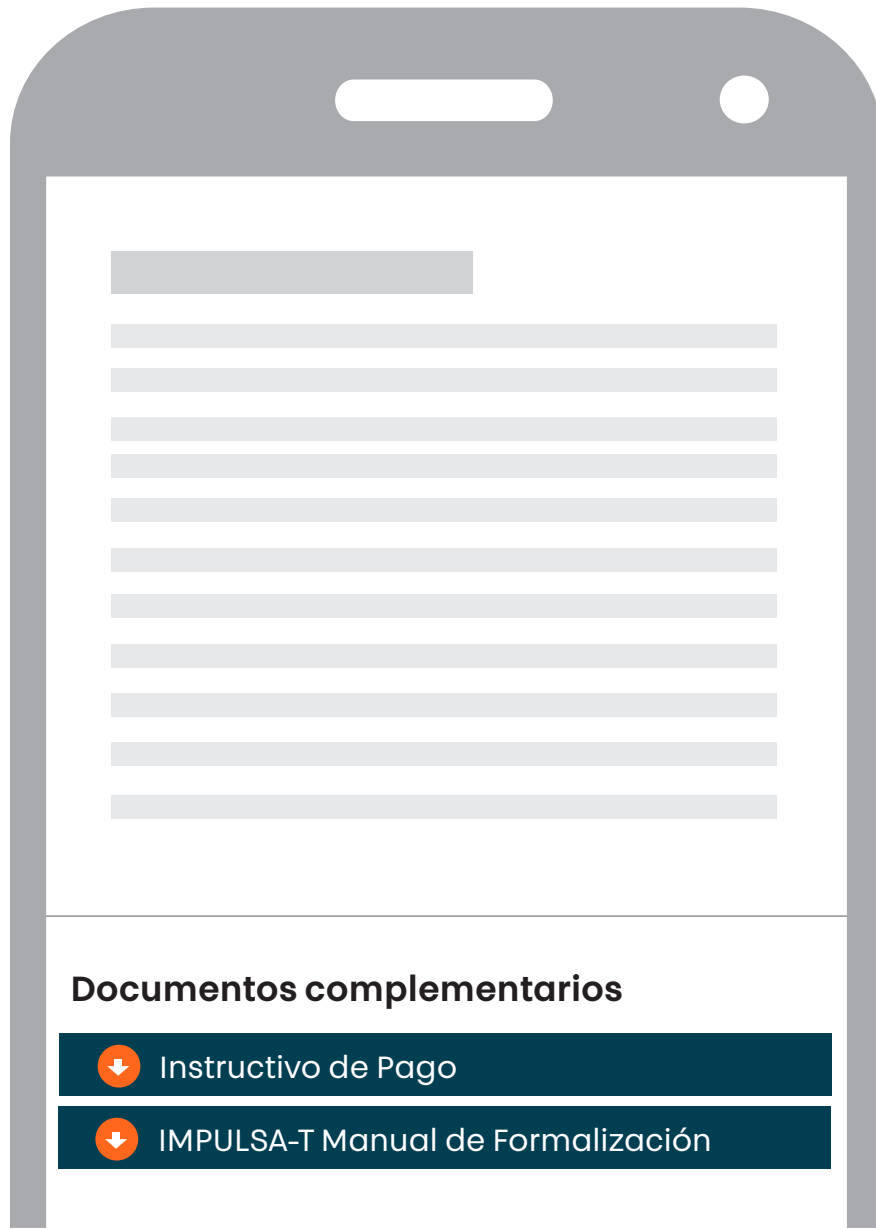 Documentos complementarios
Instructivo de Pago
IMPULSA-T Manual de Formalización